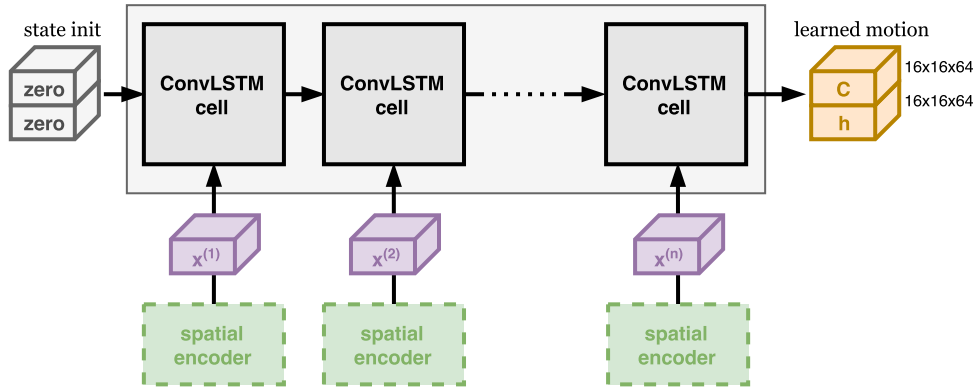 state init
zero
zero
ConvLSTM
cell
ConvLSTM
cell
ConvLSTM
cell
learned motion
C
h
16x16x64
16x16x64
x(1)
x(2)
x(n)
spatial
encoder
spatial
encoder
spatial
encoder